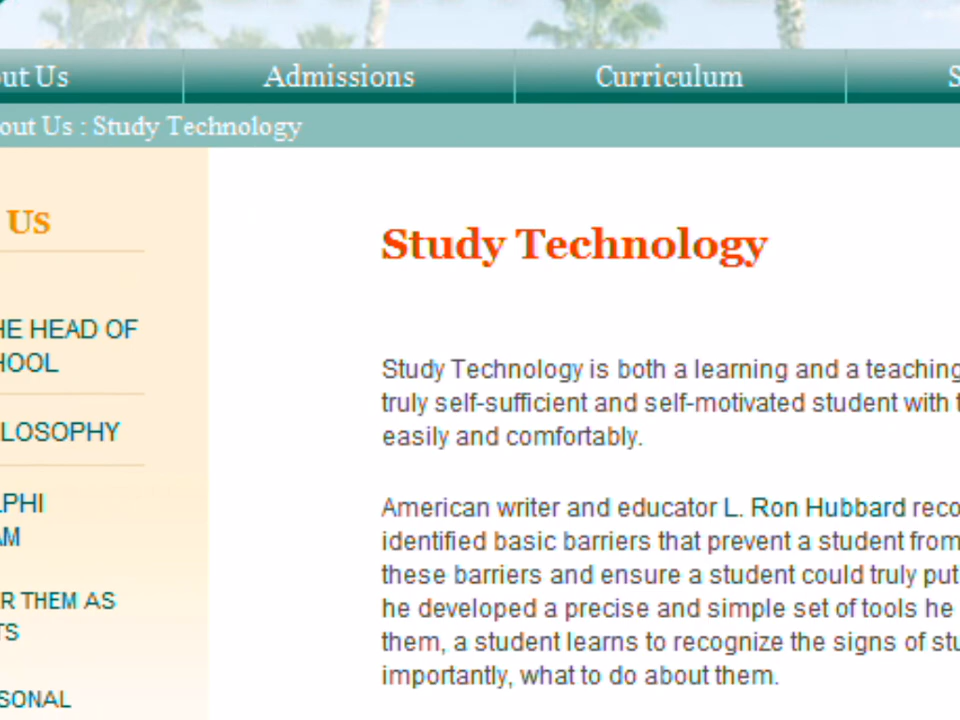 out Us
Admissions
Curriculum
S
out Us : Study Technology
Us
HE HEAD OF
HOOL
LOSOPHY
LPHI
AM
R THEM AS
TS
SONAL
Study Technology
Study Technology is both a learning and a teaching
truly self-sufficient and self-motivated student with t
easily and comfortably.
American writer and educator L. Ron Hubbard reco
identified basic barriers that prevent a student from
these barriers and ensure a student could truly put
he developed a precise and simple set of tools he
them, a student learns to recognize the signs of stu
importantly, what to do about them.